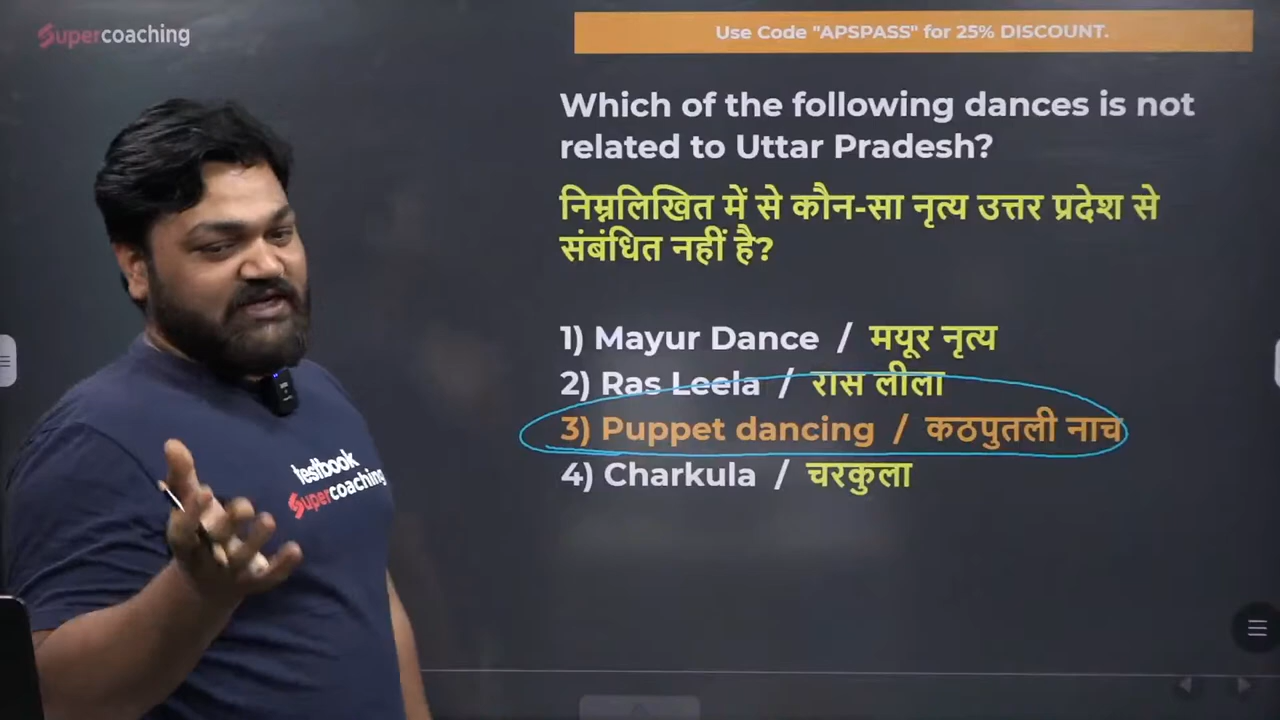 Supercoaching
Use Code "APSPASS" for 25% DISCOUNT.
Which of the following dances is not
related to Uttar Pradesh?
निम्नलिखित में से कौन-सा नृत्य उत्तर प्रदेश से
संबंधित नहीं है?
1) Mayur Dance / मयूर नृत्य
2) Ras Leela / रास लीला
3) Puppet dancing / कठपुतली नाच
4) Charkula / चरकुला
testbook
Supercoaching